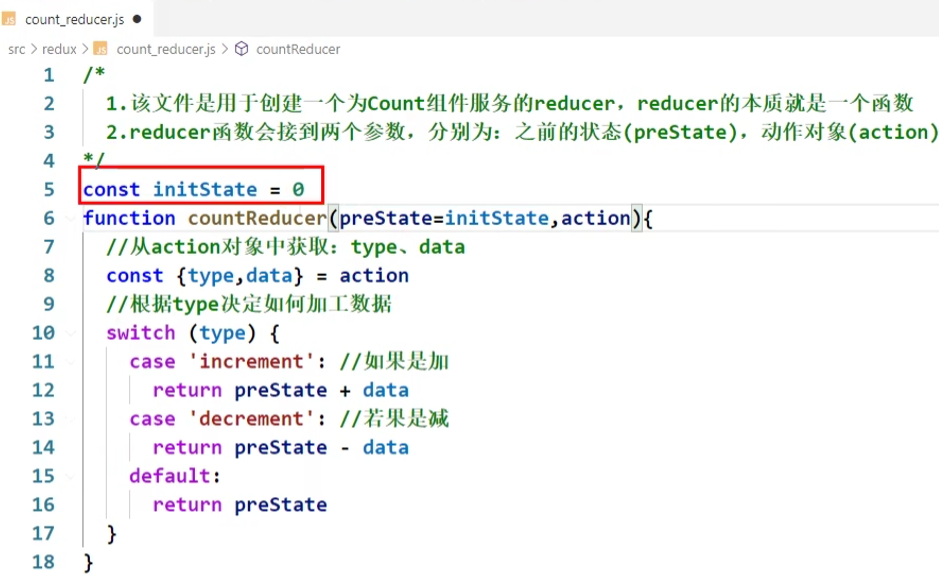 JS count_reducer.js ●
src > redux > JS count_reducer.js > countReducer
1 /*
2 1.该文件是用于创建一个为Count组件服务的reducer，reducer的本质就是一个函数
3 2.reducer函数会接到两个参数，分别为：之前的状态(preState)，动作对象(action)
4 */
5 const initState = 0
6 function countReducer(preState=initState,action){
7 //从action对象中获取：type、data
8 const {type,data} = action
9 //根据type决定如何加工数据
10 switch (type) {
11 case 'increment': //如果是加
12 return preState + data
13 case 'decrement': //若果是减
14 return preState - data
15 default:
16 return preState
17 }
18 }